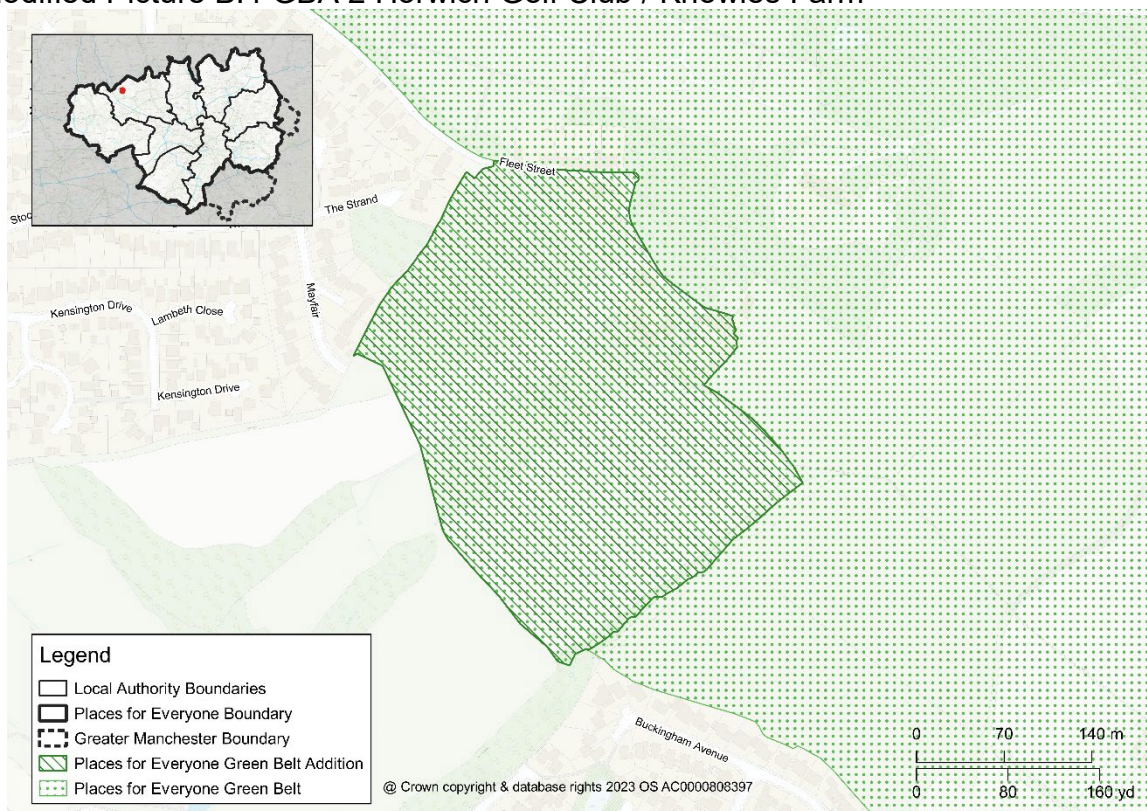 Fleet Street
The Strand
Mayfair
Kensington Drive
Lambeth Close
Kensington Drive
Legend
Local Authority Boundaries
Places for Everyone Boundary
Greater Manchester Boundary
Places for Everyone Green Belt Addition
Places for Everyone Green Belt
@ Crown copyright & database rights 2023 OS AC0000808397
Buckingham Avenue
0 70 140 m
0 80 160 yd